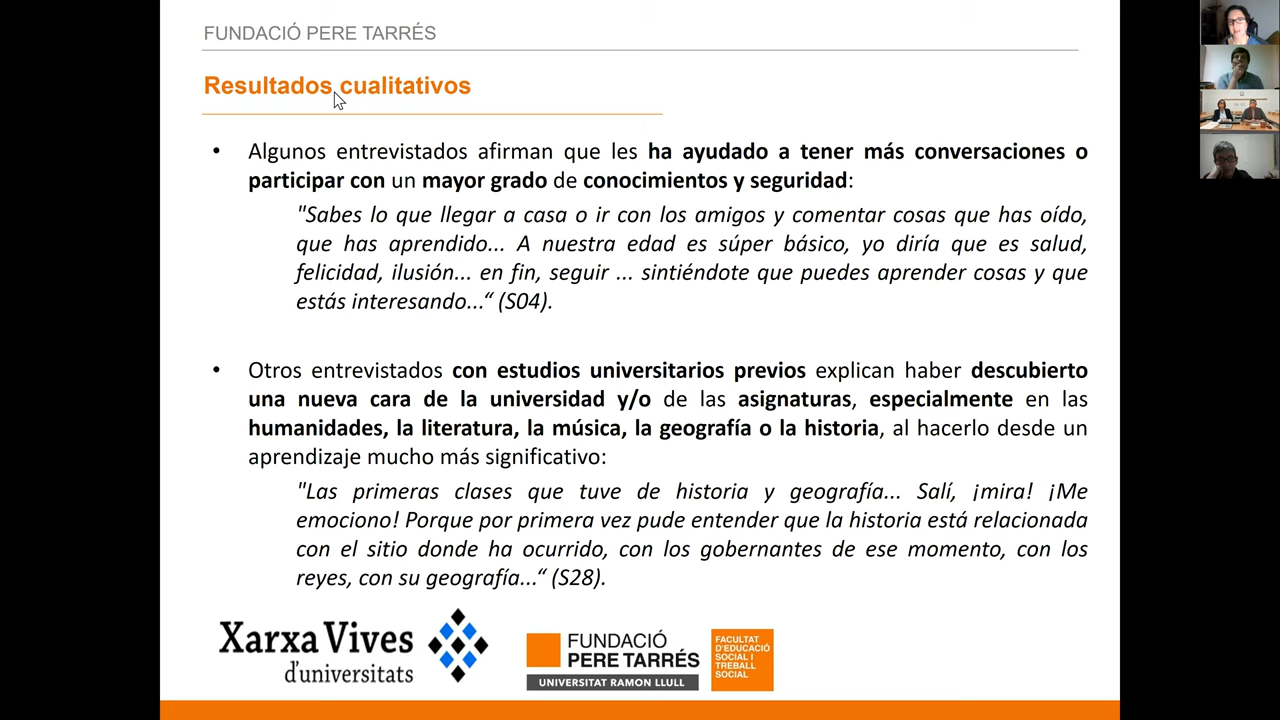 FUNDACIÓ PERE TARRÉS
Resultados cualitativos
• Algunos entrevistados afirman que les ha ayudado a tener más conversaciones o
participar con un mayor grado de conocimientos y seguridad:
"Sabes lo que llegar a casa o ir con los amigos y comentar cosas que has oído,
que has aprendido... A nuestra edad es súper básico, yo diría que es salud,
felicidad, ilusión... en fin, seguir ... sintiéndote que puedes aprender cosas y que
estás interesando...“ (S04).
• Otros entrevistados con estudios universitarios previos explican haber descubierto
una nueva cara de la universidad y/o de las asignaturas, especialmente en las
humanidades, la literatura, la música, la geografía o la historia, al hacerlo desde un
aprendizaje mucho más significativo:
"Las primeras clases que tuve de historia y geografía... Salí, ¡mira! ¡Me
emociono! Porque por primera vez pude entender que la historia está relacionada
con el sitio donde ha ocurrido, con los gobernantes de ese momento, con los
reyes, con su geografía...“ (S28).
Xarxa Vives
d'universitats
FUNDACIÓ
PERE TARRÉS
UNIVERSITAT RAMON LLULL
FACULTAT
D'EDUCACIÓ
SOCIAL I
TREBALL
SOCIAL